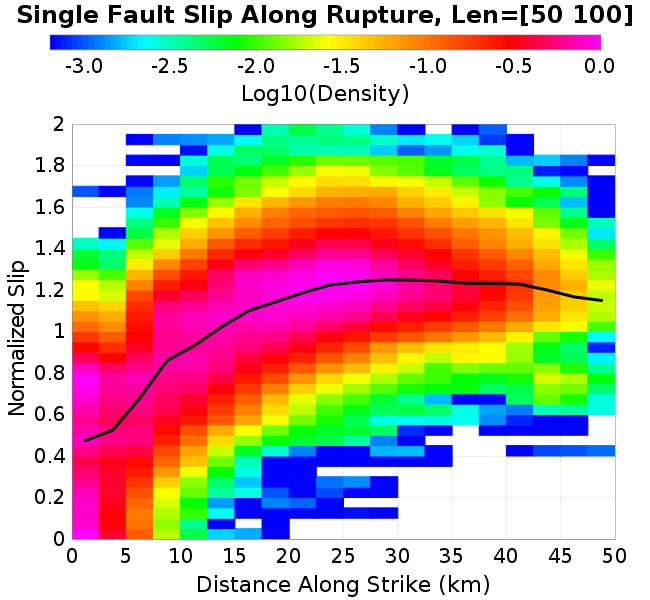 Single Fault Slip Along Rupture, Len=[50 100]
-3.0 -2.5 -2.0 -1.5 -1.0 -0.5 0.0
Log10(Density)
2
1.8
1.6
1.4
1.2
1
0.8
0.6
0.4
0.2
0
Normalized Slip
0 5 10 15 20 25 30 35 40 45 50
Distance Along Strike (km)